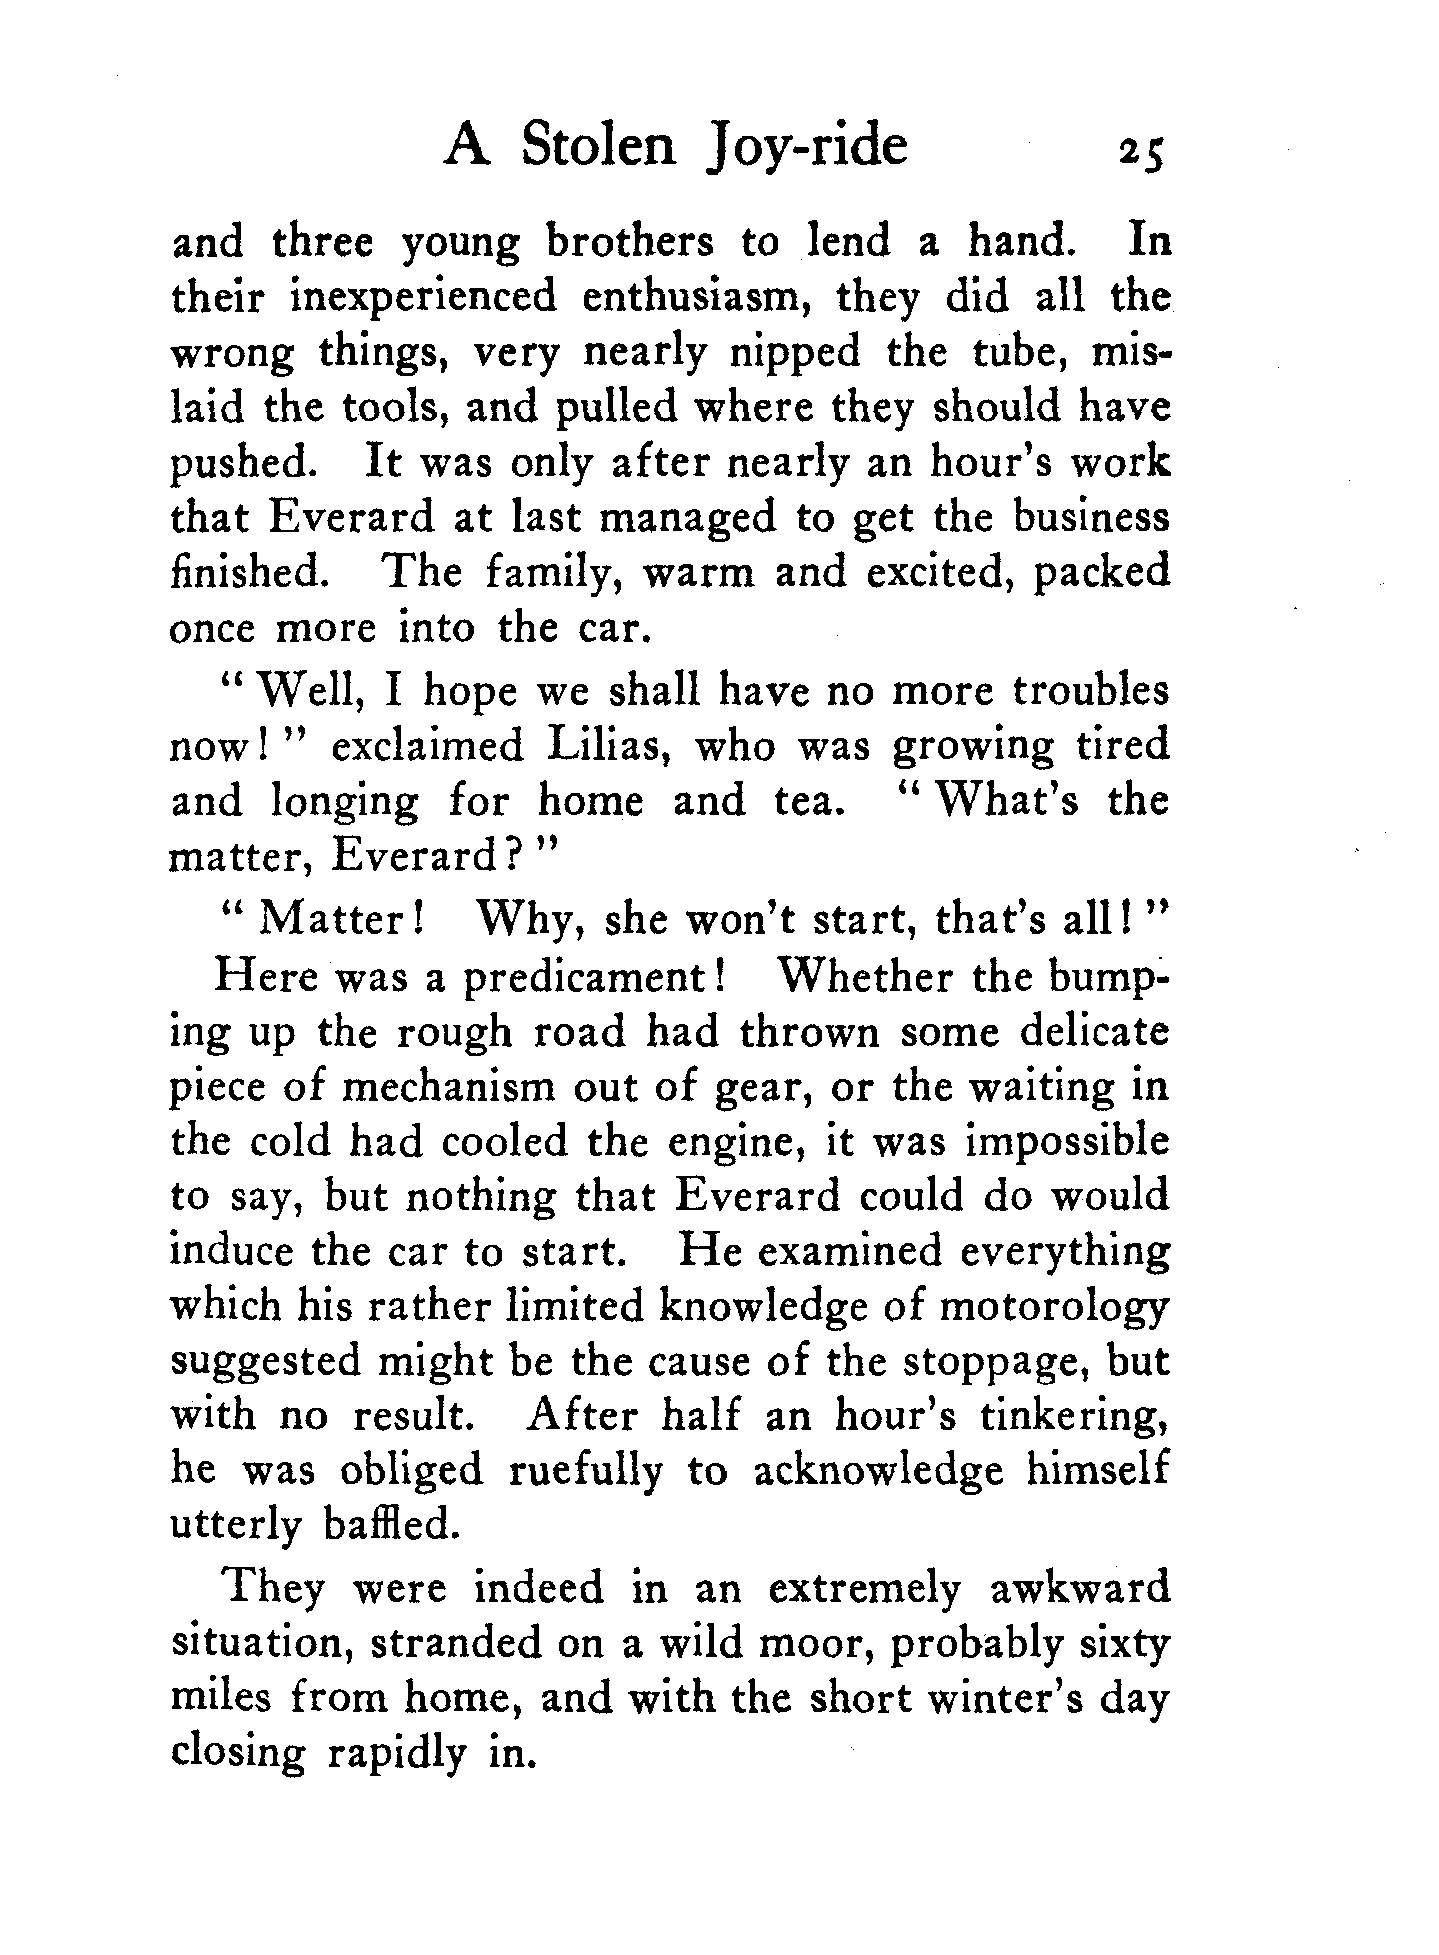 A Stolen Joy-ride 25
and three young brothers to lend a hand. In
their inexperienced enthusiasm, they did all the
wrong things, very nearly nipped the tube, mis-
laid the tools, and pulled where they should have
pushed. It was only after nearly an hour's work
that Everard at last managed to get the business
finished. The family, warm and excited, packed
once more into the car.
“ Well, I hope we shall have no more troubles
now! ” exclaimed Lilias, who was growing tired
and longing for home and tea. “ What's the
matter, Everard? ”
“ Matter! Why, she won't start, that's all! ”
Here was a predicament! Whether the bump-
ing up the rough road had thrown some delicate
piece of mechanism out of gear, or the waiting in
the cold had cooled the engine, it was impossible
to say, but nothing that Everard could do would
induce the car to start. He examined everything
which his rather limited knowledge of motorology
suggested might be the cause of the stoppage, but
with no result. After half an hour's tinkering,
he was obliged ruefully to acknowledge himself
utterly baffled.
They were indeed in an extremely awkward
situation, stranded on a wild moor, probably sixty
miles from home, and with the short winter's day
closing rapidly in.